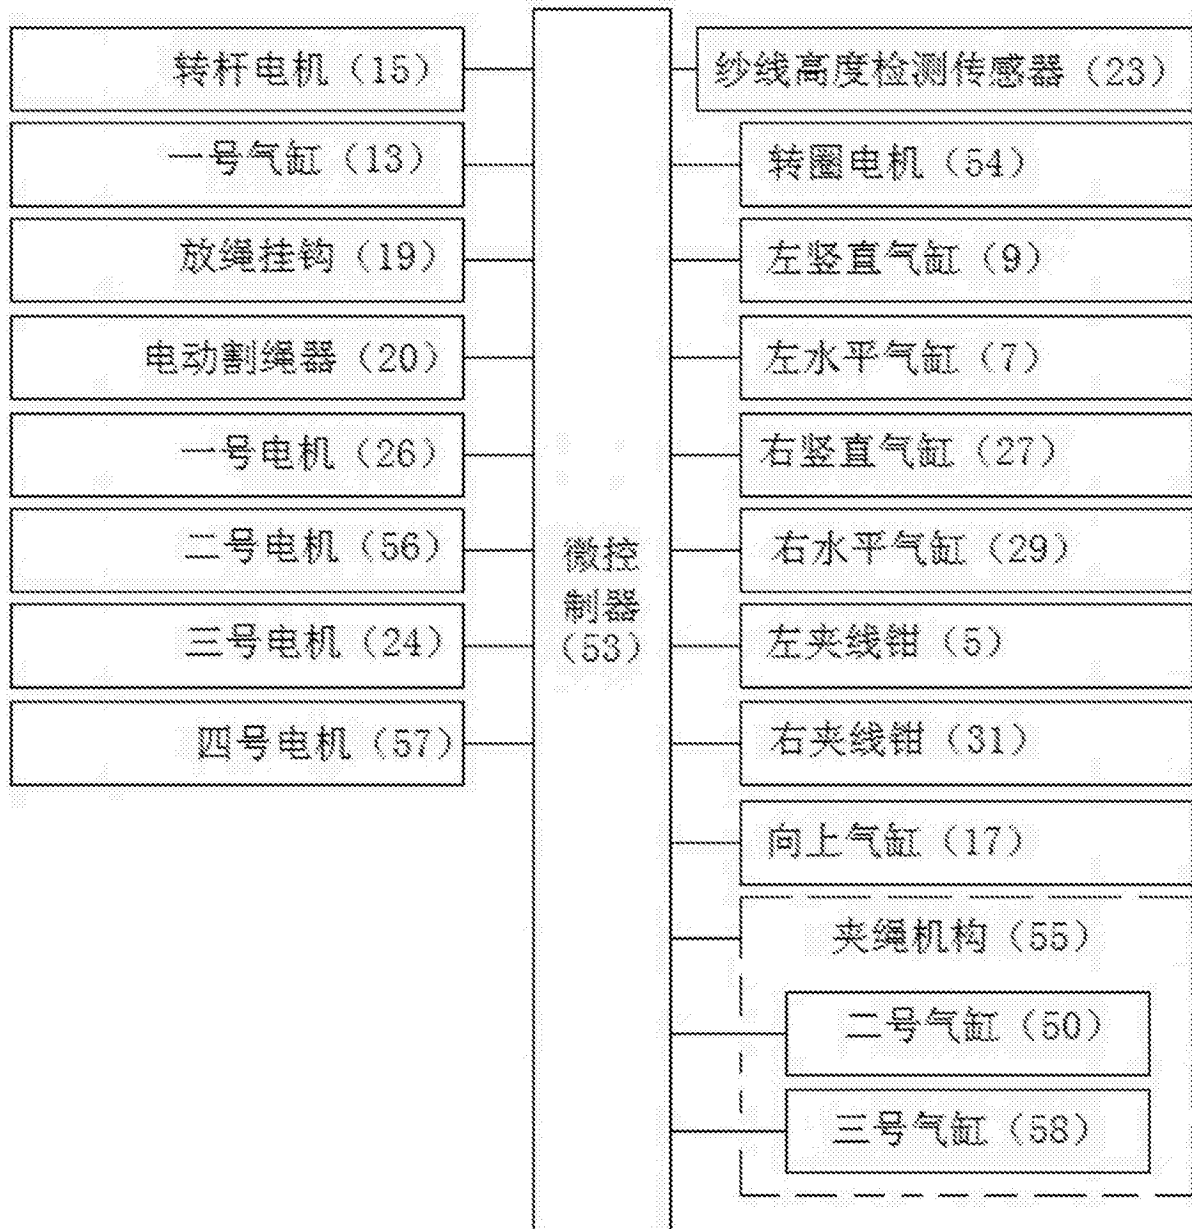 转杆电机（15）
一号气缸（13）
放绳挂钩（19）
电动割绳器（20）
一号电机（26）
二号电机（56）
三号电机（24）
四号电机（57）
微控
制器
（53）
纱线高度检测传感器（23）
转圈电机（54）
左竖直气缸（9）
左水平气缸（7）
右竖直气缸（27）
右水平气缸（29）
左夹线钳（5）
右夹线钳（31）
向上气缸（17）
夹绳机构（55）
二号气缸（50）
三号气缸（58）